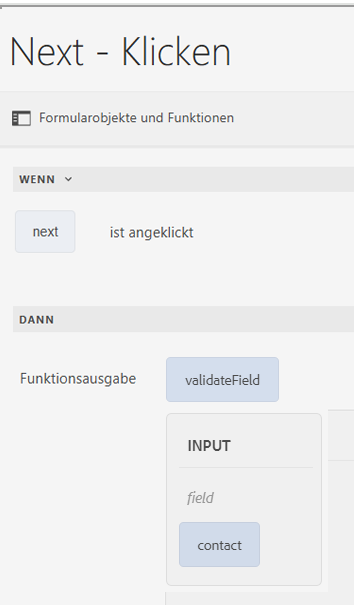 Next - Klicken
Formularobjekte und Funktionen
WENN
next ist angeklickt
DANN
Funktionsausgabe validateField
INPUT
field
contact